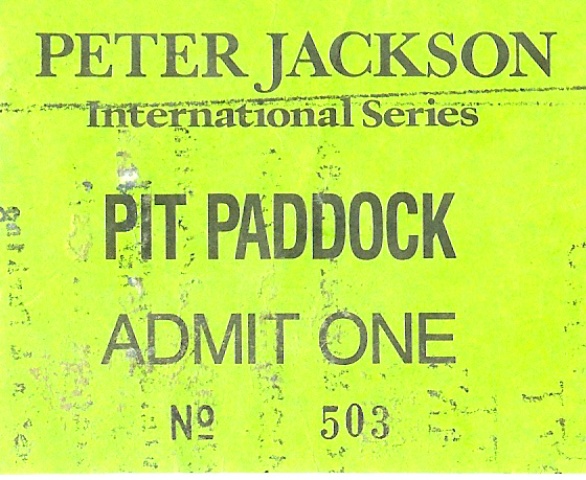 PETER JACKSON
International Series
PIT PADDOCK
ADMIT ONE
Nº 503